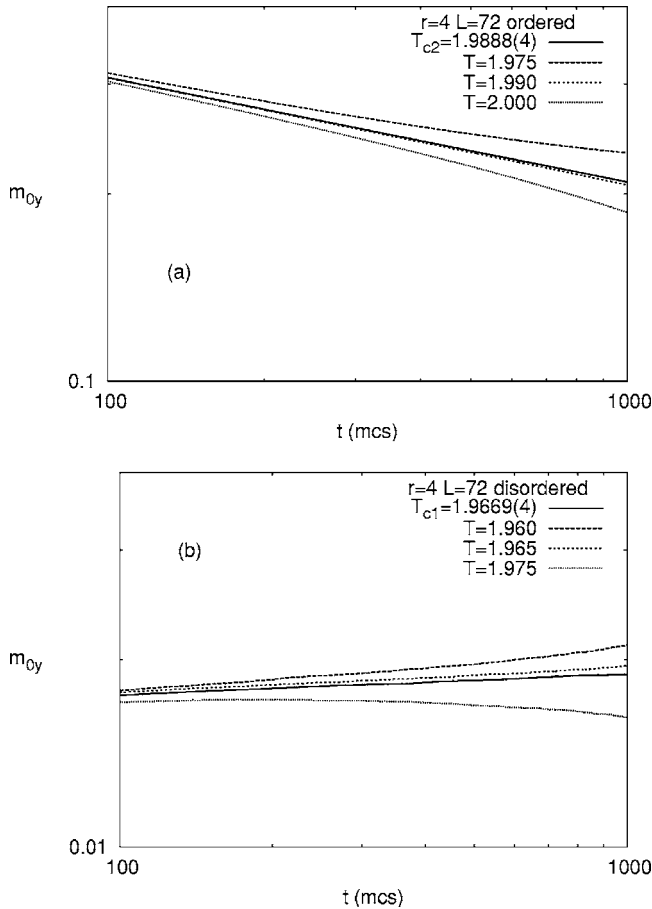 r=4 L=72 ordered
T_c2=1.9888(4)
T=1.975
T=1.990
T=2.000
m_0y
(a)
0.1
100
1000
t (mcs)
r=4 L=72 disordered
T_c1=1.9669(4)
T=1.960
T=1.965
T=1.975
(b)
m_0y
0.01
100
1000
t (mcs)